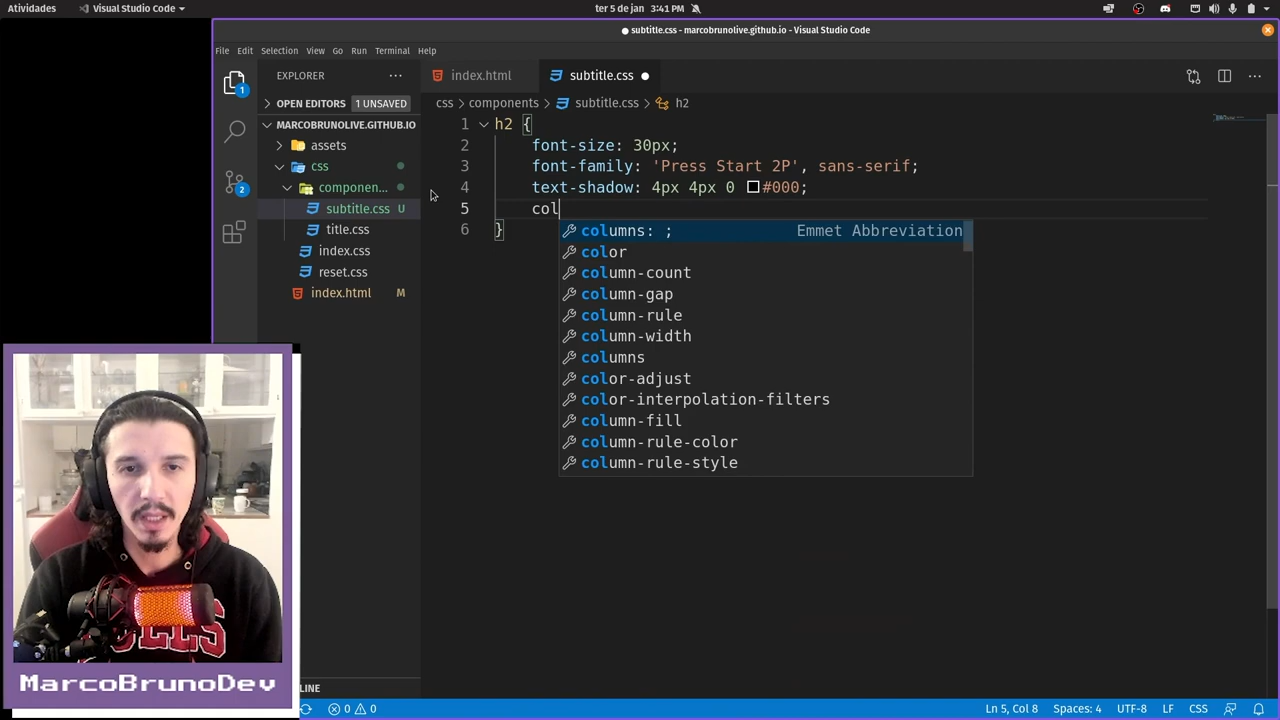 Atividades
Visual Studio Code
ter 5 de jan 3:41 PM
subtitle.css - marcobrunolive.github.io - Visual Studio Code
File Edit Selection View Go Run Terminal Help
EXPLORER
index.html
subtitle.css
OPEN EDITORS 1 UNSAVED
css > components > subtitle.css > h2
MARCOBRUNOLIVE.GITHUB.IO
assets
css
componen...
subtitle.css U
title.css
index.css
reset.css
index.html M
1
2
1 h2 {
2 font-size: 30px;
3 font-family: 'Press Start 2P', sans-serif;
4 text-shadow: 4px 4px 0 #000;
5 col
6 }
columns: ; Emmet Abbreviation
color
column-count
column-gap
column-rule
column-width
columns
color-adjust
color-interpolation-filters
column-fill
column-rule-color
column-rule-style
MarcoBrunoDev
LINE
0 0
Ln 5, Col 8 Spaces: 4 UTF-8 LF CSS